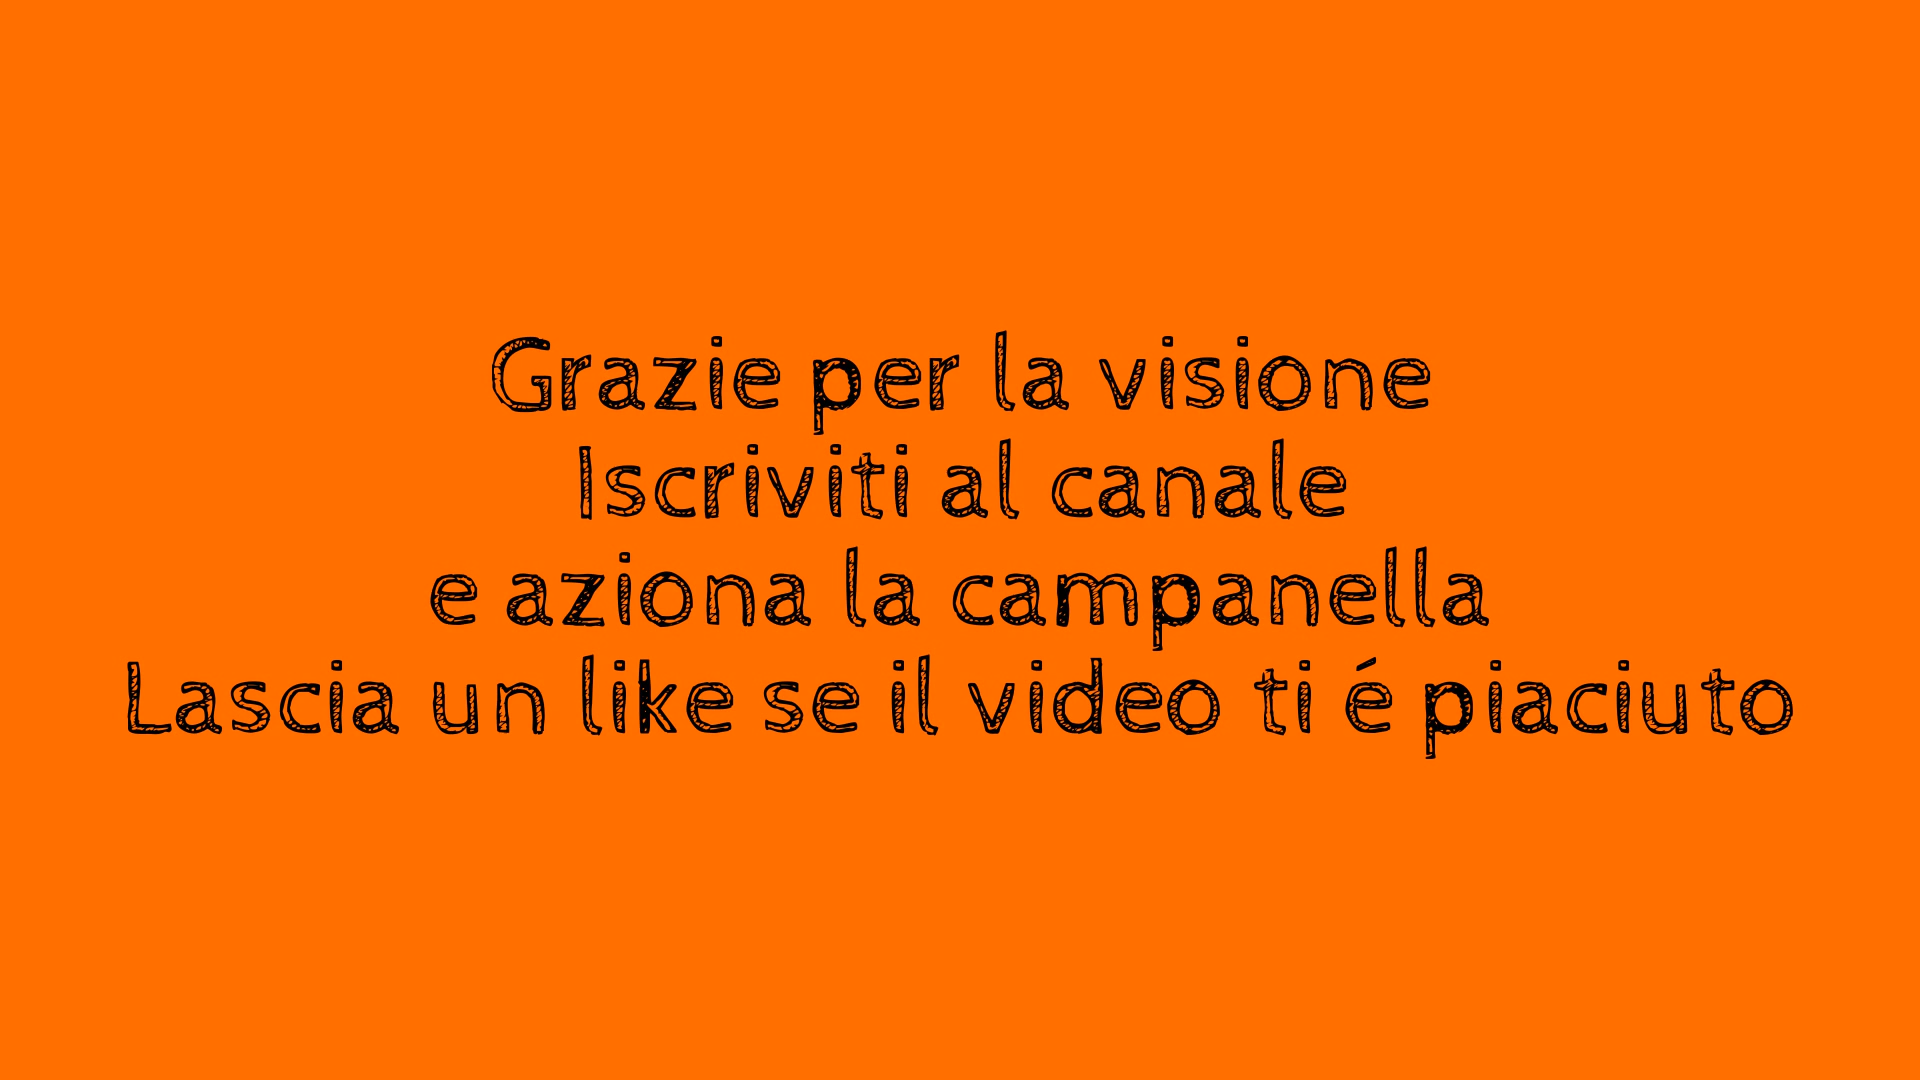 Grazie per la visione
Iscriviti al canale
e aziona la campanella
Lascia un like se il video ti é piaciuto